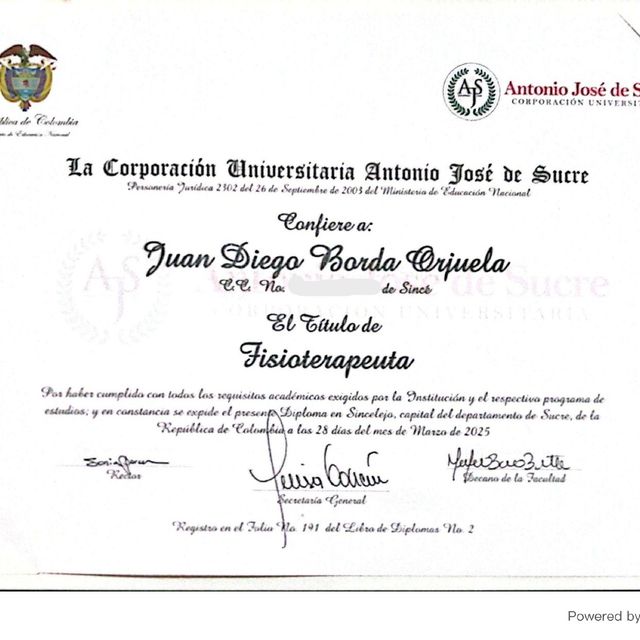 ública de Colombia
Antonio José de S
CORPORACIÓN UNIVERSIT
La Corporación Universitaria Antonio José de Sucre
Personería Jurídica 2302 del 26 de Septiembre de 2003 del Ministerio de Educación Nacional
Confiere a:
Juan Diego Borda Orjuela
C.C. No. de Sincé
El Título de
Fisioterapeuta
Por haber cumplido con todos los requisitos académicos exigidos por la Institución y el respectivo programa de
estudios; y en constancia se expide el presente Diploma en Sincelejo, capital del departamento de Sucre, de la
República de Colombia a los 28 días del mes de Marzo de 2025
Rector
Secretaria General
Decano de la Facultad
Registro en el Folio No. 191 del Libro de Diplomas No. 2
Powered by